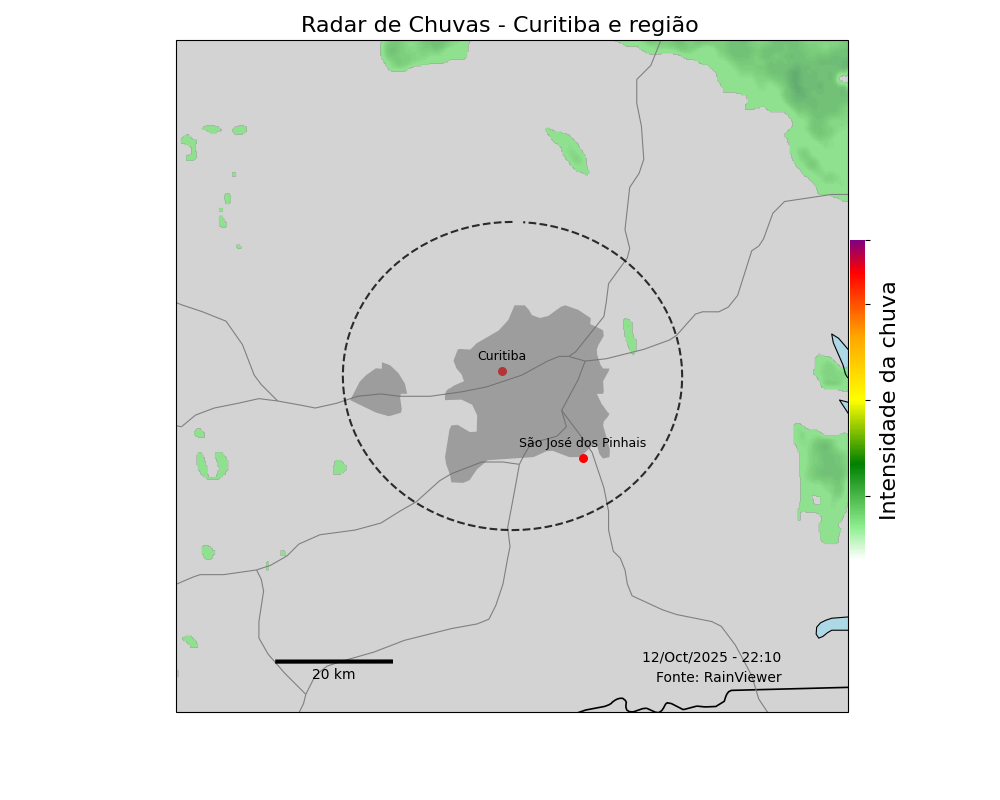 Radar de Chuvas - Curitiba e região
Curitiba
São José dos Pinhais
Intensidade da chuva
12/Oct/2025 - 22:10
Fonte: RainViewer
20 km